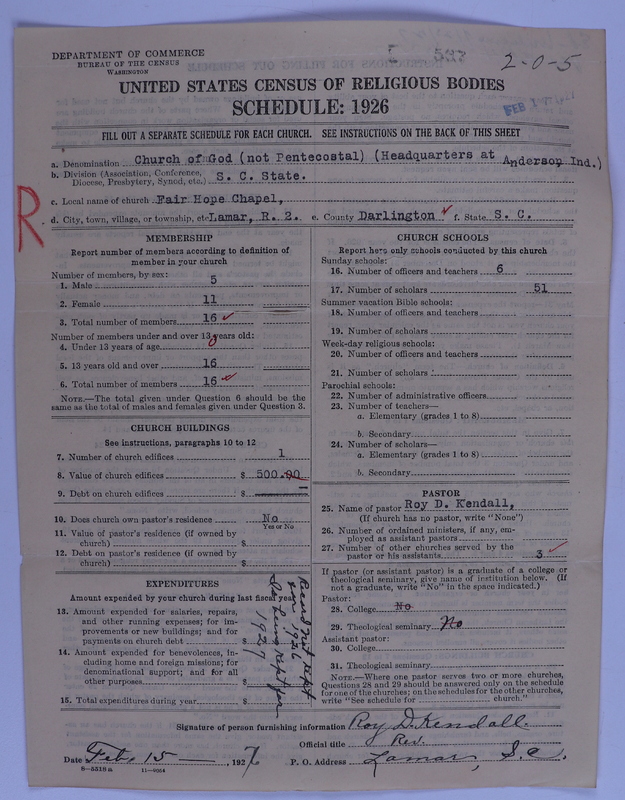 DEPARTMENT OF COMMERCE
BUREAU OF THE CENSUS
WASHINGTON
2-0-5
UNITED STATES CENSUS OF RELIGIOUS BODIES
SCHEDULE: 1926
FILL OUT A SEPARATE SCHEDULE FOR EACH CHURCH. SEE INSTRUCTIONS ON THE BACK OF THIS SHEET
a. Denomination Church of God (not Pentecostal) (Headquarters at Anderson, Ind.)
b. Division (Association, Conference, Diocese, Presbytery, Synod, etc.) S. C. State.
c. Local name of church Fair Hope Chapel,
R
d. City, town, village, or township, etc Lamar, R. 2. e. County Darlington f. State S. C.
MEMBERSHIP
Report number of members according to definition of
member in your church
Number of members, by sex:
1. Male 5
2. Female 11
3. Total number of members 16
Number of members under and over 13 years old:
4. Under 13 years of age 0
5. 13 years old and over 16
6. Total number of members 16
NOTE.—The total given under Question 6 should be
same as the total of males and females given under Question 3.
CHURCH BUILDINGS
See instructions, paragraphs 10 to 12
7. Number of church edifices 1
8. Value of church edifices $ 500.00
9. Debt on church edifices $
10. Does church own pastor's residence No
Yes or No
11. Value of pastor's residence (if owned by
church) $
12. Debt on pastor's residence (if owned by
church) $
EXPENDITURES
Amount expended by your church during last fiscal year
13. Amount expended for salaries, repairs,
and other running expenses; for im-
provements or new buildings; and for
payments on church debt $
14. Amount expended for benevolences, in-
cluding home and foreign missions; for
denominational support; and for all
other purposes $
15. Total expenditures during year $
Record not kept
for 1926
Being kept for
1927
CHURCH SCHOOLS
Report here only schools conducted by this church
Sunday schools:
16. Number of officers and teachers 6
17. Number of scholars 51
Summer vacation Bible schools:
18. Number of officers and teachers
19. Number of scholars
Week-day religious schools:
20. Number of officers and teachers
21. Number of scholars
Parochial schools:
22. Number of administrative officers
23. Number of teachers—
a. Elementary (grades 1 to 8)
b. Secondary
24. Number of scholars—
a. Elementary (grades 1 to 8)
b. Secondary
PASTOR
25. Name of pastor Roy D. Kendall,
(If church has no pastor, write "None")
26. Number of ordained ministers, if any, em-
ployed as assistant pastors
27. Number of other churches served by the
pastor or his assistants 3
If pastor (or assistant pastor) is a graduate of a college or
theological seminary, give name of institution below. (If
not a graduate, write "No" in the space indicated.)
Pastor:
28. College No
29. Theological seminary No
Assistant pastor:
30. College
31. Theological seminary
NOTE.—Where one pastor serves two or more churches,
Questions 28 and 29 should be answered only on the schedule
for one of the churches; on the schedules for the other churches,
write "See schedule for church."
Signature of person furnishing information Roy D. Kendall.
Official title Rev.
Date Feb. 15, 1927 P. O. Address Lamar, S. C.
8-5518a 11-9054